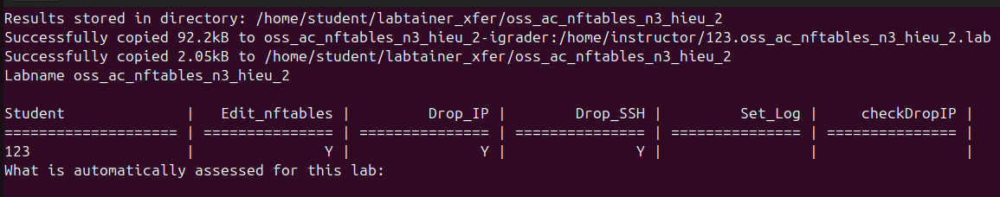 Results stored in directory: /home/student/labtainer_xfer/oss_ac_nftables_n3_hieu_2
Successfully copied 92.2kB to oss_ac_nftables_n3_hieu_2-igrader:/home/instructor/123.oss_ac_nftables_n3_hieu_2.lab
Successfully copied 2.05kB to /home/student/labtainer_xfer/oss_ac_nftables_n3_hieu_2
Labname oss_ac_nftables_n3_hieu_2
Student | Edit_nftables | Drop_IP | Drop_SSH | Set_Log | checkDropIP |
==================== | =============== | =============== | =============== | =============== | =============== |
123 | Y | Y | Y | | |
What is automatically assessed for this lab: